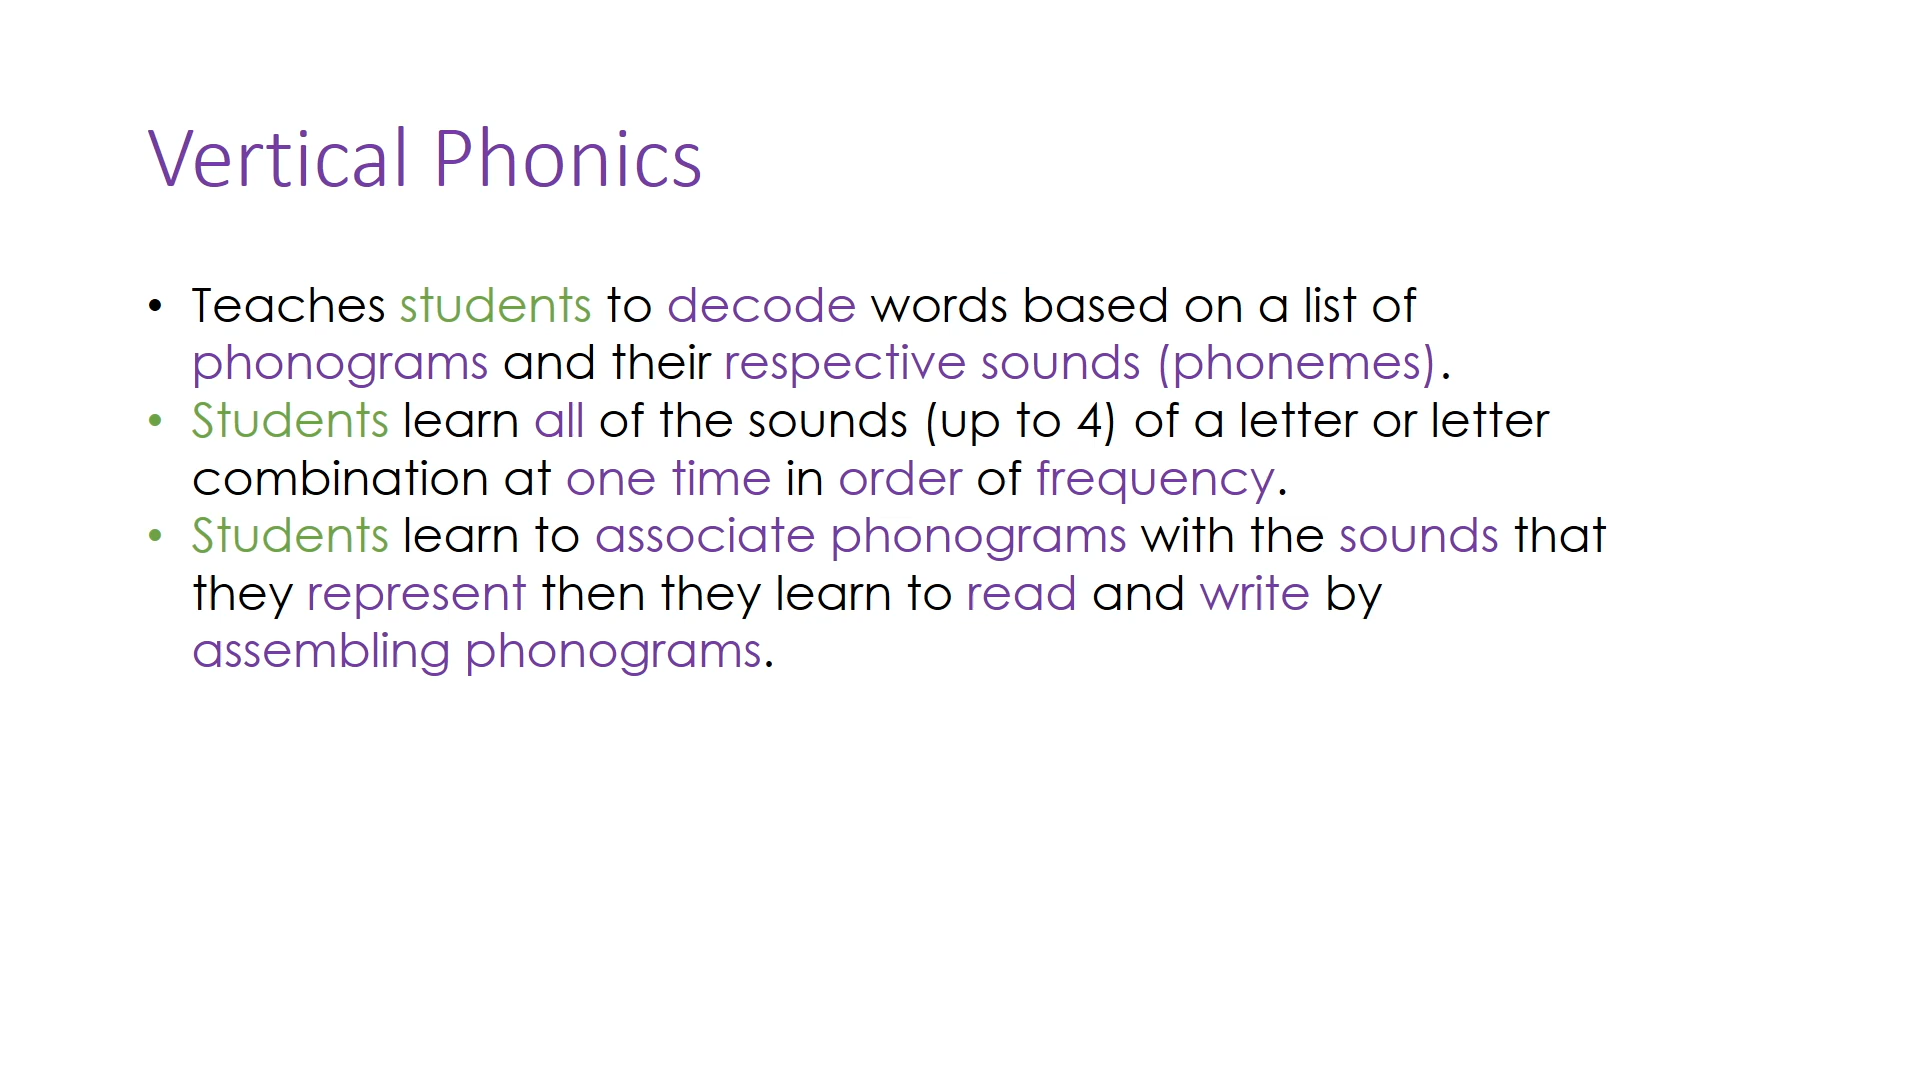 Vertical Phonics
• Teaches students to decode words based on a list of
phonograms and their respective sounds (phonemes).
• Students learn all of the sounds (up to 4) of a letter or letter
combination at one time in order of frequency.
• Students learn to associate phonograms with the sounds that
they represent then they learn to read and write by
assembling phonograms.